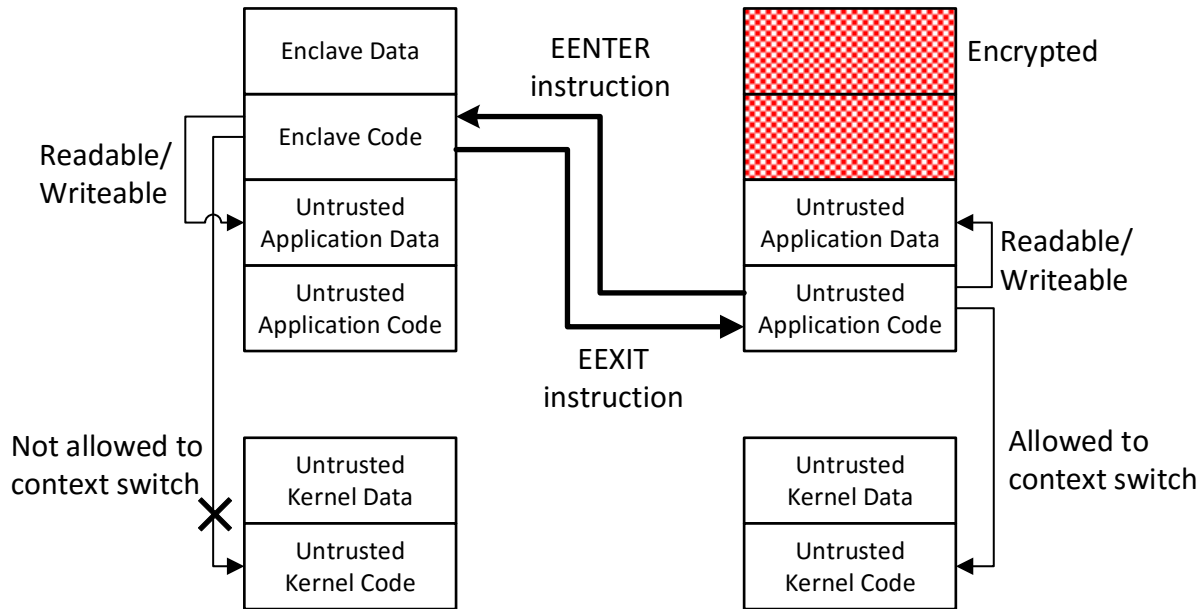 Enclave Data
EENTER
instruction
Encrypted
Enclave Code
Readable/
Writeable
Untrusted
Application Data
Untrusted
Application Data
Readable/
Writeable
Untrusted
Application Code
Untrusted
Application Code
EEXIT
instruction
Not allowed to
context switch
Untrusted
Kernel Data
Untrusted
Kernel Data
Allowed to
context switch
Untrusted
Kernel Code
Untrusted
Kernel Code